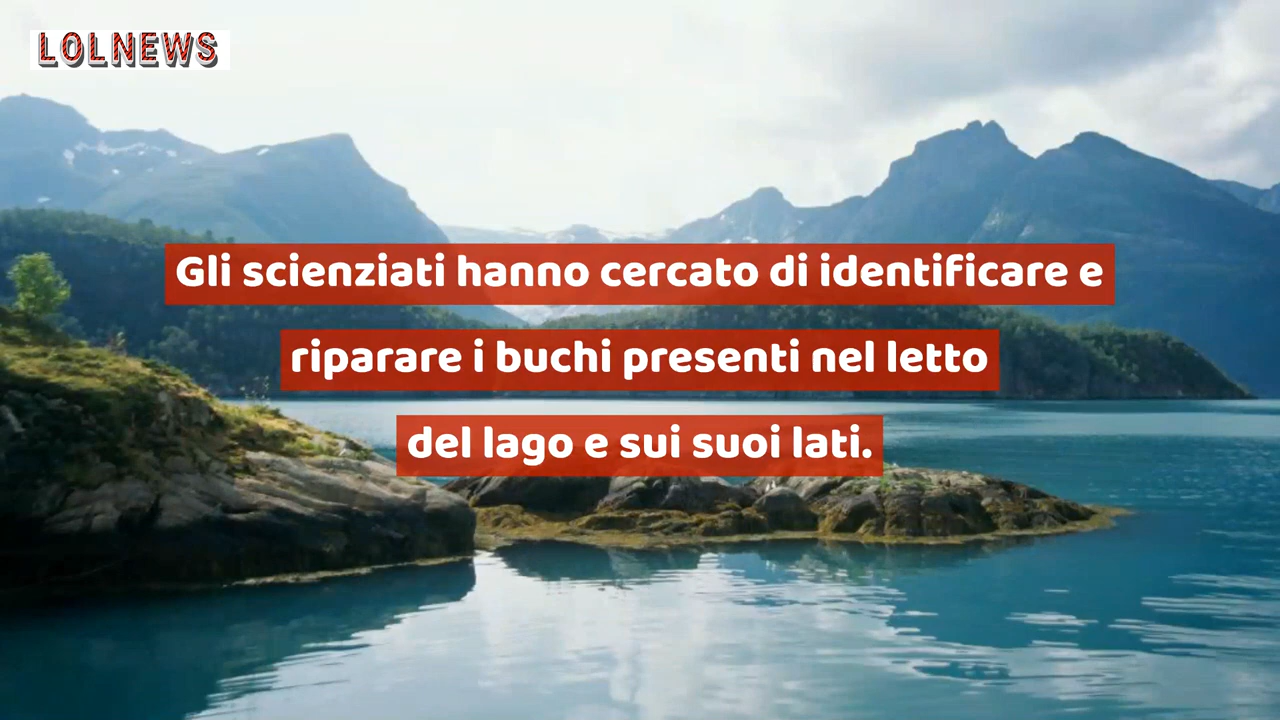 LOLNEWS
Gli scienziati hanno cercato di identificare e
riparare i buchi presenti nel letto
del lago e sui suoi lati.